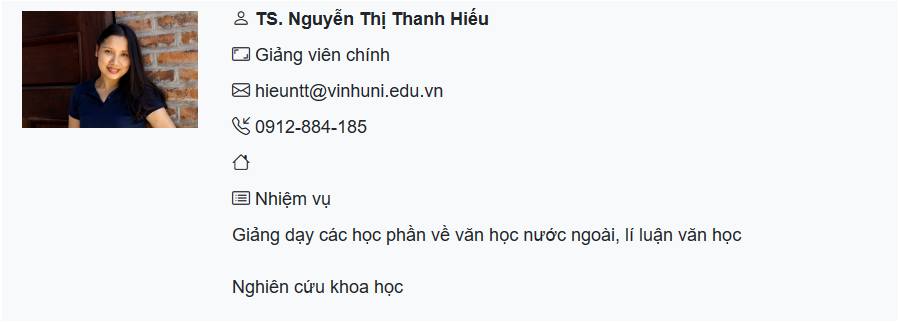 TS. Nguyễn Thị Thanh Hiếu
Giảng viên chính
hieuntt@vinhuni.edu.vn
0912-884-185
Nhiệm vụ
Giảng dạy các học phần về văn học nước ngoài, lí luận văn học
Nghiên cứu khoa học